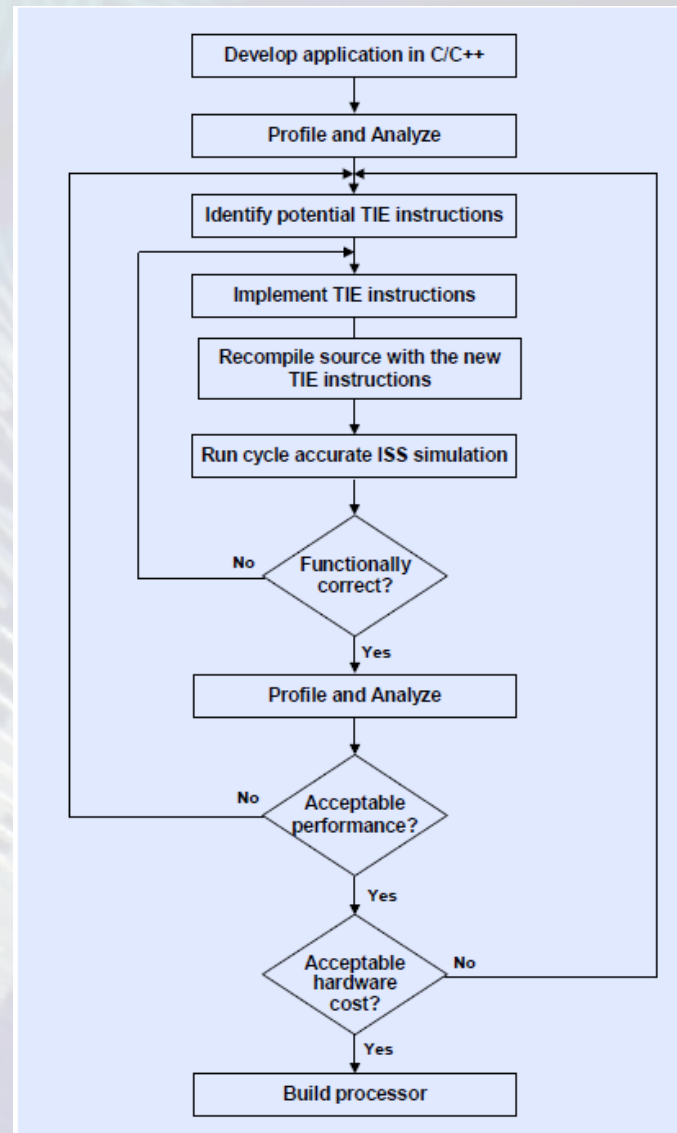 Develop application in C/C++
Profile and Analyze
Identify potential TIE instructions
Implement TIE instructions
Recompile source with the new
TIE instructions
Run cycle accurate ISS simulation
No
Functionally
correct?
Yes
Profile and Analyze
No
Acceptable
performance?
Yes
Acceptable
hardware
cost?
No
Yes
Build processor